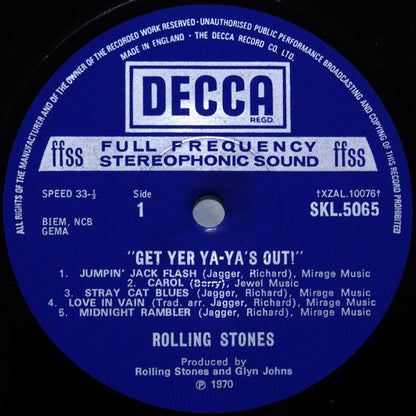 ALL RIGHTS OF THE MANUFACTURER AND OF THE OWNER OF THE RECORDED WORK RESERVED · UNAUTHORISED PUBLIC PERFORMANCE BROADCASTING AND COPYING OF THIS RECORD PROHIBITED
MADE IN ENGLAND · THE DECCA RECORD CO. LTD.
DECCA
REGD.
ffss FULL FREQUENCY ffss
STEREOPHONIC SOUND
SPEED 33-⅓ Side †XZAL.10076†
1 SKL.5065
BIEM, NCB
GEMA
"GET YER YA-YA'S OUT!"
1. JUMPIN' JACK FLASH (Jagger, Richard), Mirage Music
2. CAROL (Berry), Jewel Music
3. STRAY CAT BLUES (Jagger, Richard), Mirage Music
4. LOVE IN VAIN (Trad. arr. Jagger, Richard), Mirage Music
5. MIDNIGHT RAMBLER (Jagger, Richard), Mirage Music
ROLLING STONES
Produced by
Rolling Stones and Glyn Johns
Ⓟ 1970